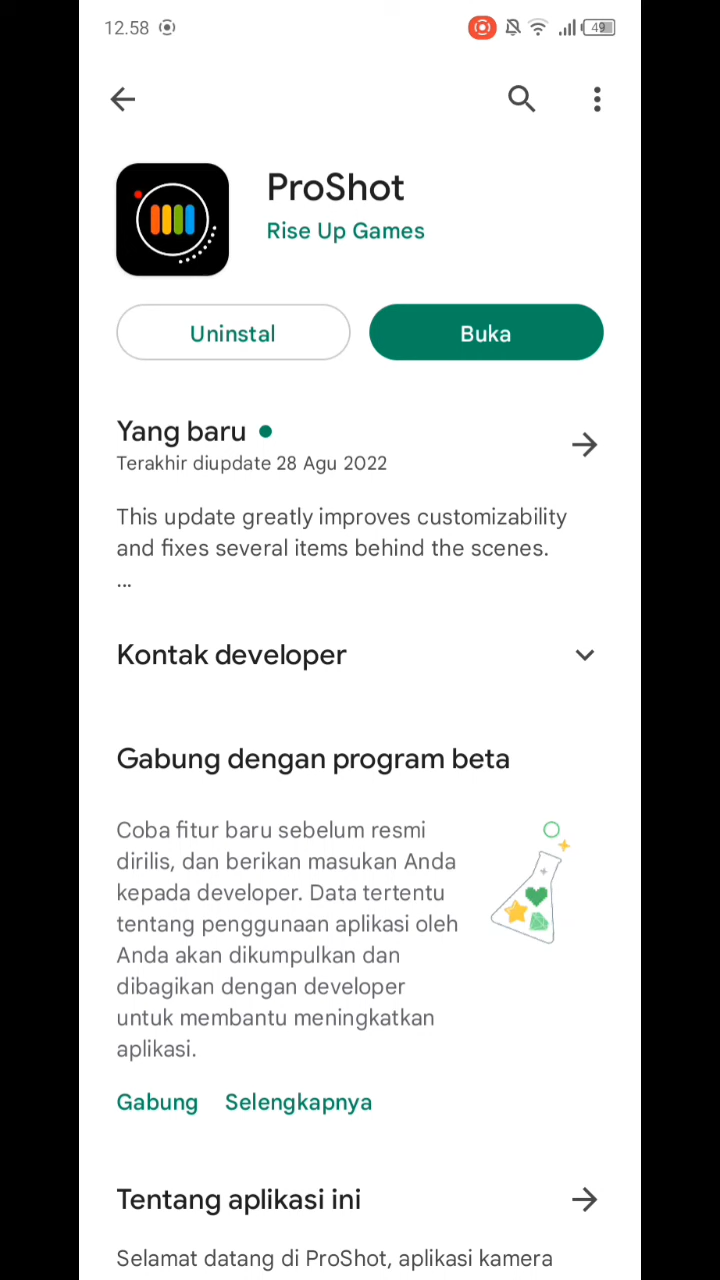 12.58
49
ProShot
Rise Up Games
Uninstal
Buka
Yang baru
Terakhir diupdate 28 Agu 2022
This update greatly improves customizability
and fixes several items behind the scenes.
...
Kontak developer
Gabung dengan program beta
Coba fitur baru sebelum resmi
dirilis, dan berikan masukan Anda
kepada developer. Data tertentu
tentang penggunaan aplikasi oleh
Anda akan dikumpulkan dan
dibagikan dengan developer
untuk membantu meningkatkan
aplikasi.
Gabung Selengkapnya
Tentang aplikasi ini
Selamat datang di ProShot, aplikasi kamera